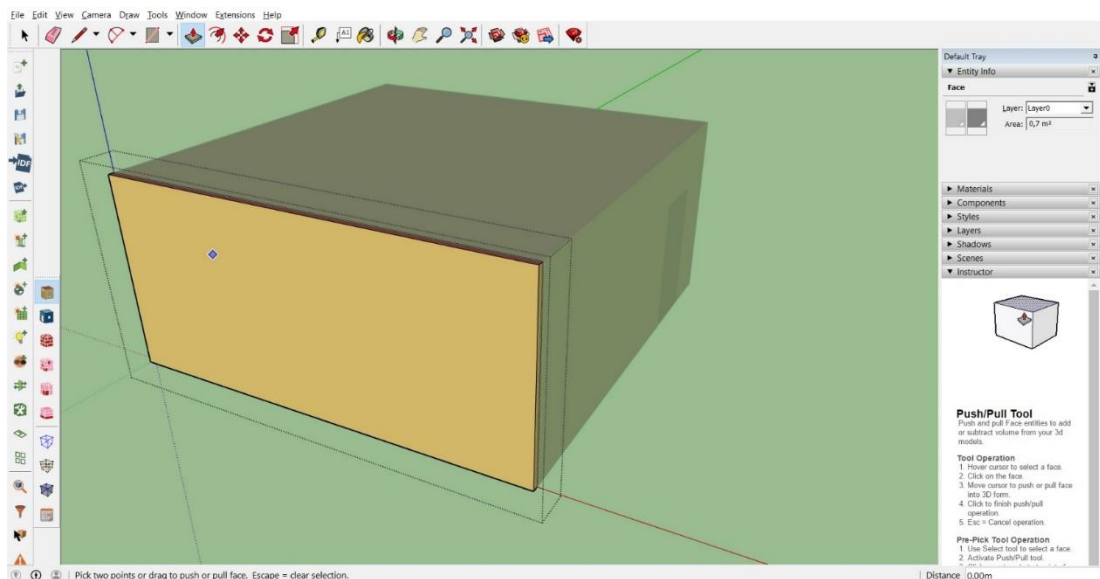 File Edit View Camera Draw Tools Window Extensions Help
A1
IDF
Default Tray
▼ Entity Info
Face
Layer: Layer0
Area: 0,7 m²
► Materials
► Components
► Styles
► Layers
► Shadows
► Scenes
▼ Instructor
Push/Pull Tool
Push and pull Face entities to add
or subtract volume from your 3d
models.
Tool Operation
1. Hover cursor to select a face.
2. Click on the face.
3. Move cursor to push or pull face
into 3D form.
4. Click to finish push/pull
operation.
5. Esc = Cancel operation.
Pre-Pick Tool Operation
1. Use Select tool to select a face.
2. Activate Push/Pull tool.
Pick two points or drag to push or pull face. Escape = clear selection.
Distance 0,00m